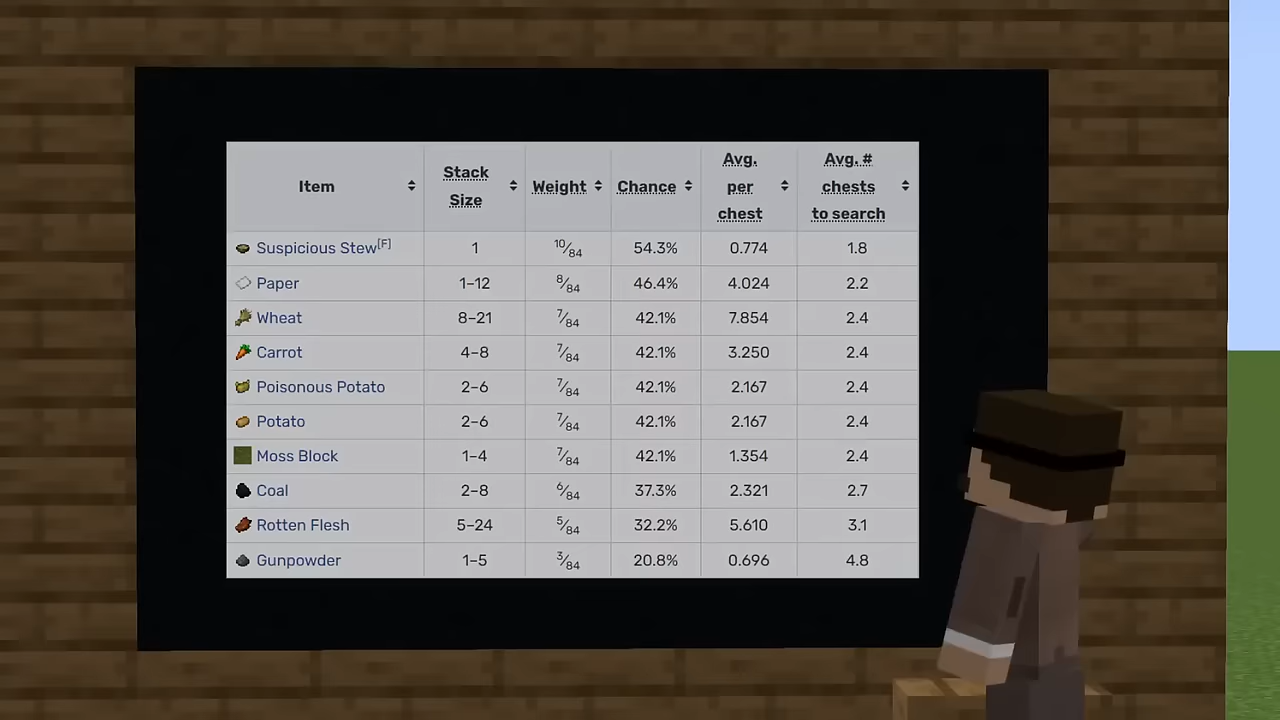 Item Stack Size Weight Chance Avg. per chest Avg. # chests to search
Suspicious Stew[F] 1 10/84 54.3% 0.774 1.8
Paper 1–12 8/84 46.4% 4.024 2.2
Wheat 8–21 7/84 42.1% 7.854 2.4
Carrot 4–8 7/84 42.1% 3.250 2.4
Poisonous Potato 2–6 7/84 42.1% 2.167 2.4
Potato 2–6 7/84 42.1% 2.167 2.4
Moss Block 1–4 7/84 42.1% 1.354 2.4
Coal 2–8 6/84 37.3% 2.321 2.7
Rotten Flesh 5–24 5/84 32.2% 5.610 3.1
Gunpowder 1–5 3/84 20.8% 0.696 4.8